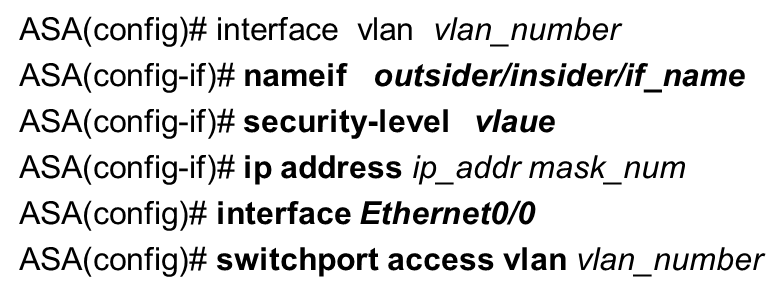 ASA(config)# interface vlan vlan_number
ASA(config-if)# nameif outsider/insider/if_name
ASA(config-if)# security-level vlaue
ASA(config-if)# ip address ip_addr mask_num
ASA(config)# interface Ethernet0/0
ASA(config)# switchport access vlan vlan_number